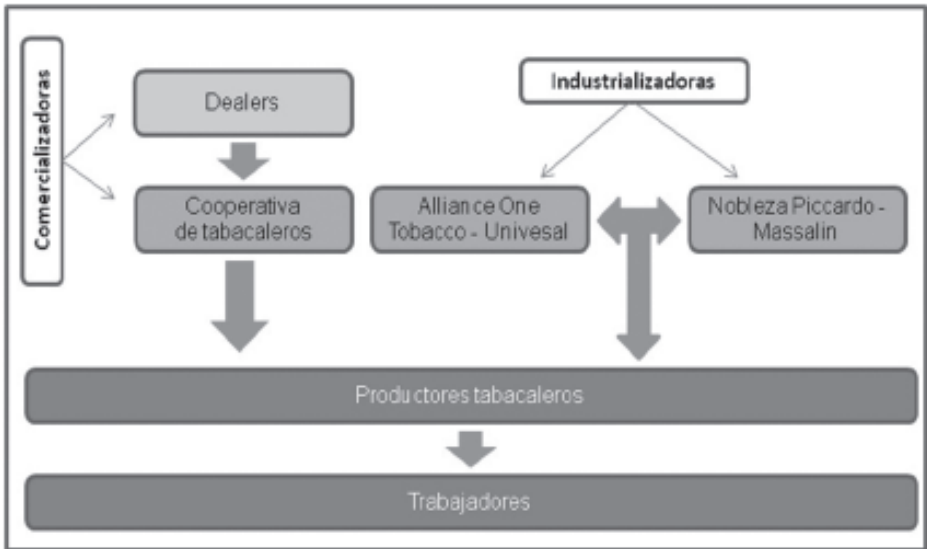 Comercializadoras
Dealers
Cooperativa
de tabacaleros
Industrializadoras
Alliance One
Tobacco - Univesal
Nobleza Piccardo -
Massalin
Productores tabacaleros
Trabajadores